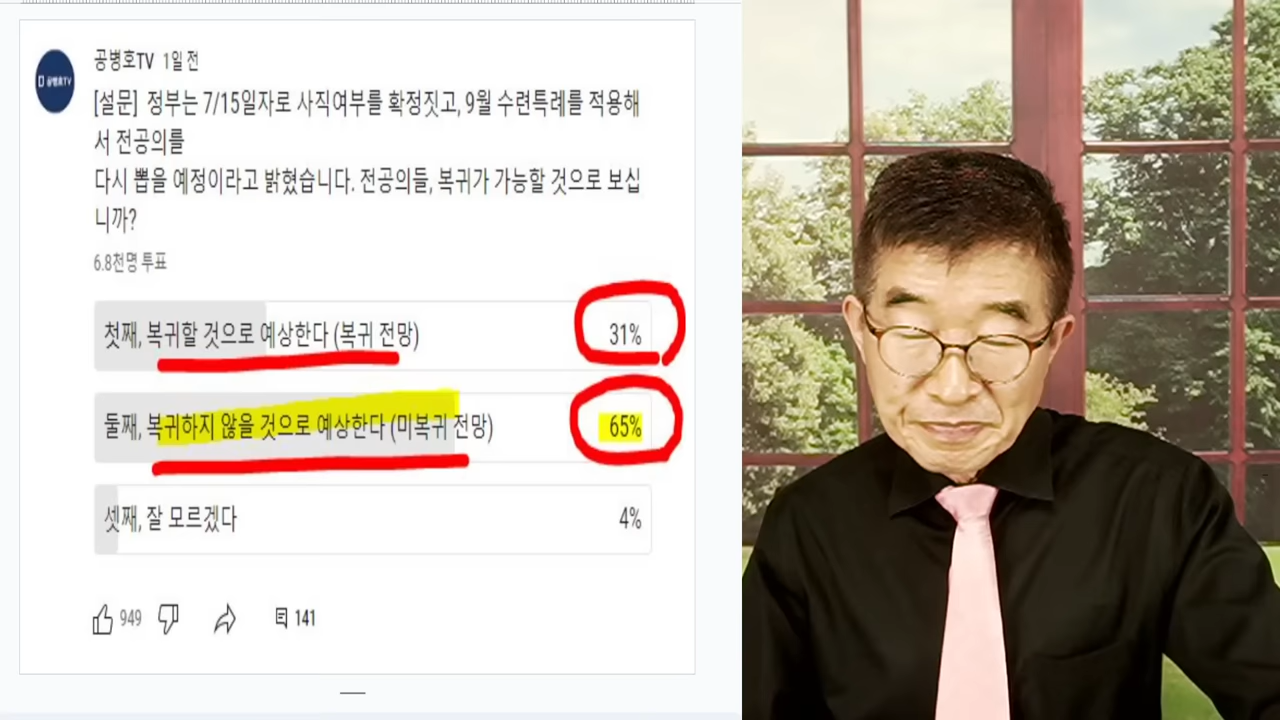 공병호TV 1일 전
공병호TV
[설문] 정부는 7/15일자로 사직여부를 확정짓고, 9월 수련특례를 적용해
서 전공의를
다시 뽑을 예정이라고 밝혔습니다. 전공의들, 복귀가 가능할 것으로 보십
니까?
6.8천명 투표
첫째, 복귀할 것으로 예상한다 (복귀 전망) 31%
둘째, 복귀하지 않을 것으로 예상한다 (미복귀 전망) 65%
셋째, 잘 모르겠다 4%
949 141